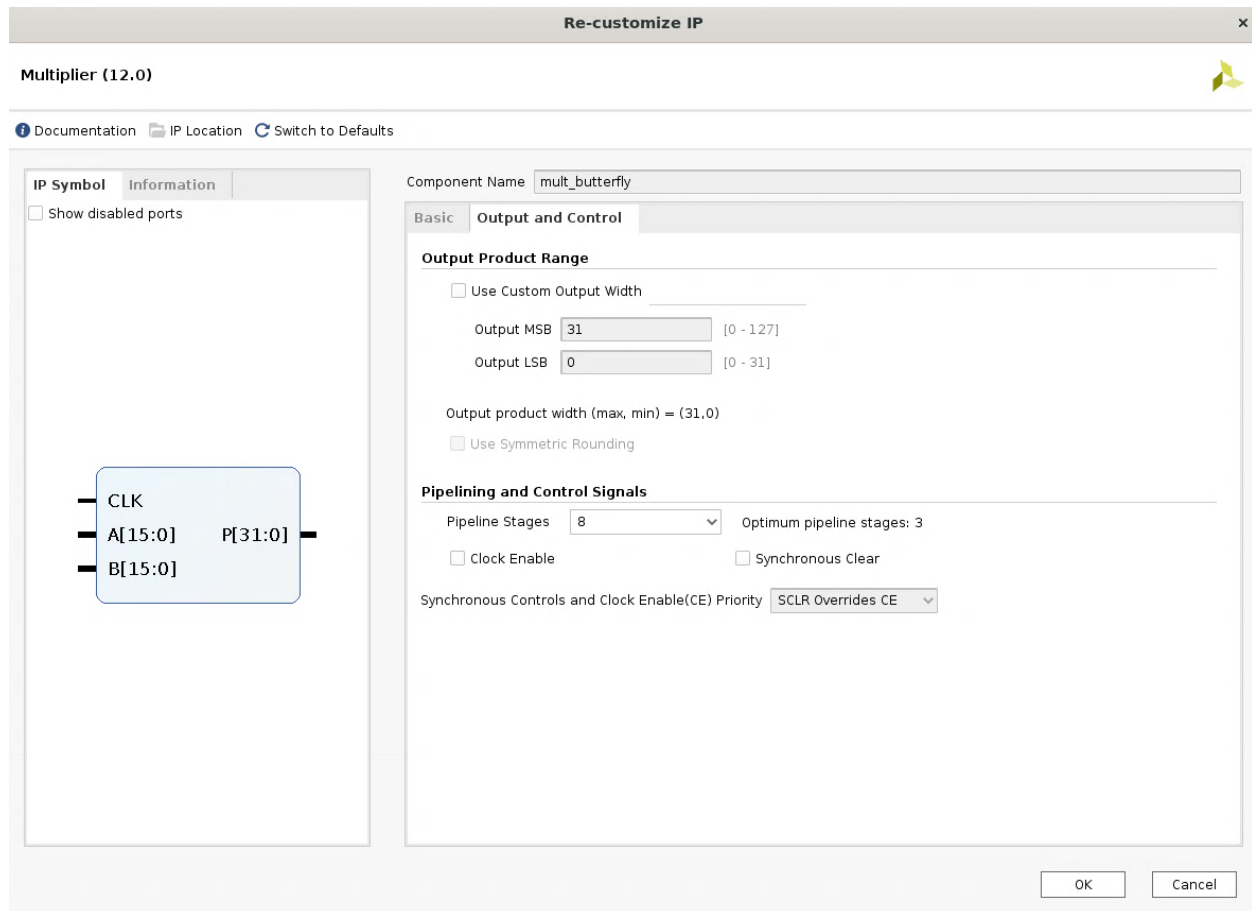 Re-customize IP
Multiplier (12.0)
Documentation IP Location Switch to Defaults
IP Symbol Information
Show disabled ports
CLK
A[15:0] P[31:0]
B[15:0]
Component Name mult_butterfly
Basic Output and Control
Output Product Range
Use Custom Output Width
Output MSB 31 [0 - 127]
Output LSB 0 [0 - 31]
Output product width (max, min) = (31,0)
Use Symmetric Rounding
Pipelining and Control Signals
Pipeline Stages 8 Optimum pipeline stages: 3
Clock Enable Synchronous Clear
Synchronous Controls and Clock Enable(CE) Priority SCLR Overrides CE
OK Cancel